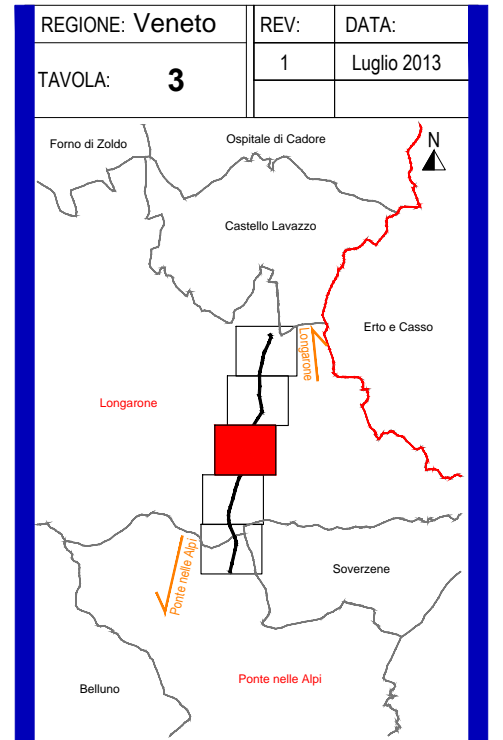 REGIONE: Veneto
REV:
DATA:
TAVOLA: 3
1
Luglio 2013
Forno di Zoldo
Ospitale di Cadore
N
Castello Lavazzo
Erto e Casso
Longarone
Longarone
Ponte nelle Alpi
Soverzene
Belluno
Ponte nelle Alpi